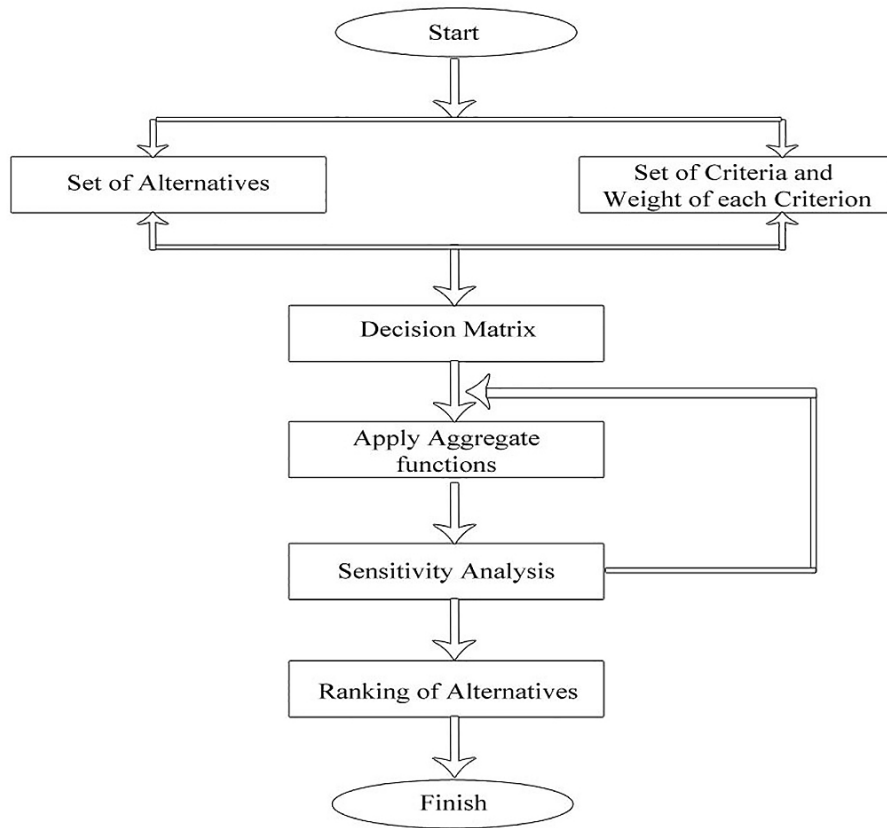 Start
Set of Alternatives
Set of Criteria and
Weight of each Criterion
Decision Matrix
Apply Aggregate
functions
Sensitivity Analysis
Ranking of Alternatives
Finish